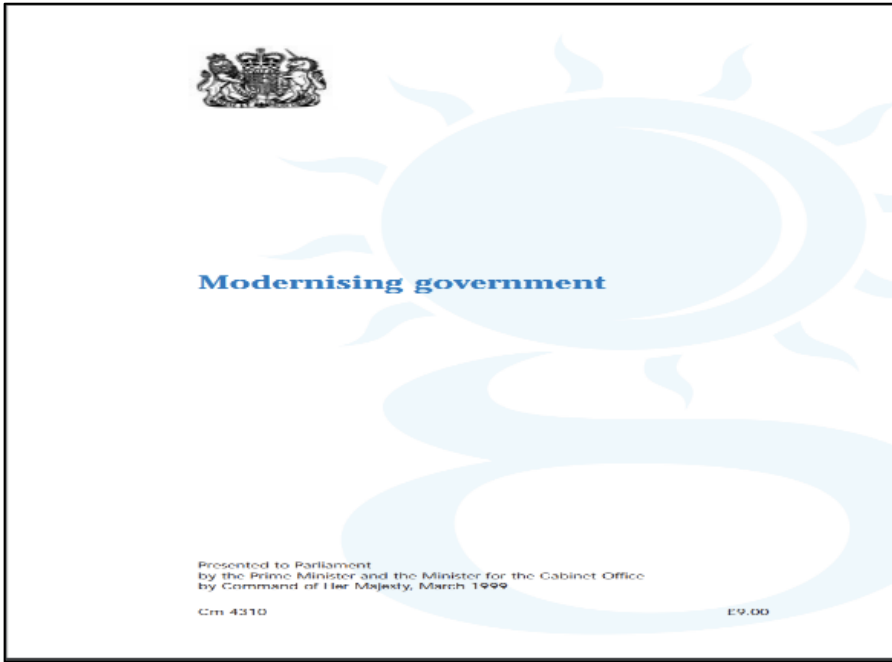 Modernising government
Presented to Parliament
by the Prime Minister and the Minister for the Cabinet Office
by Command of Her Majesty, March 1999
Cm 4310 £9.00